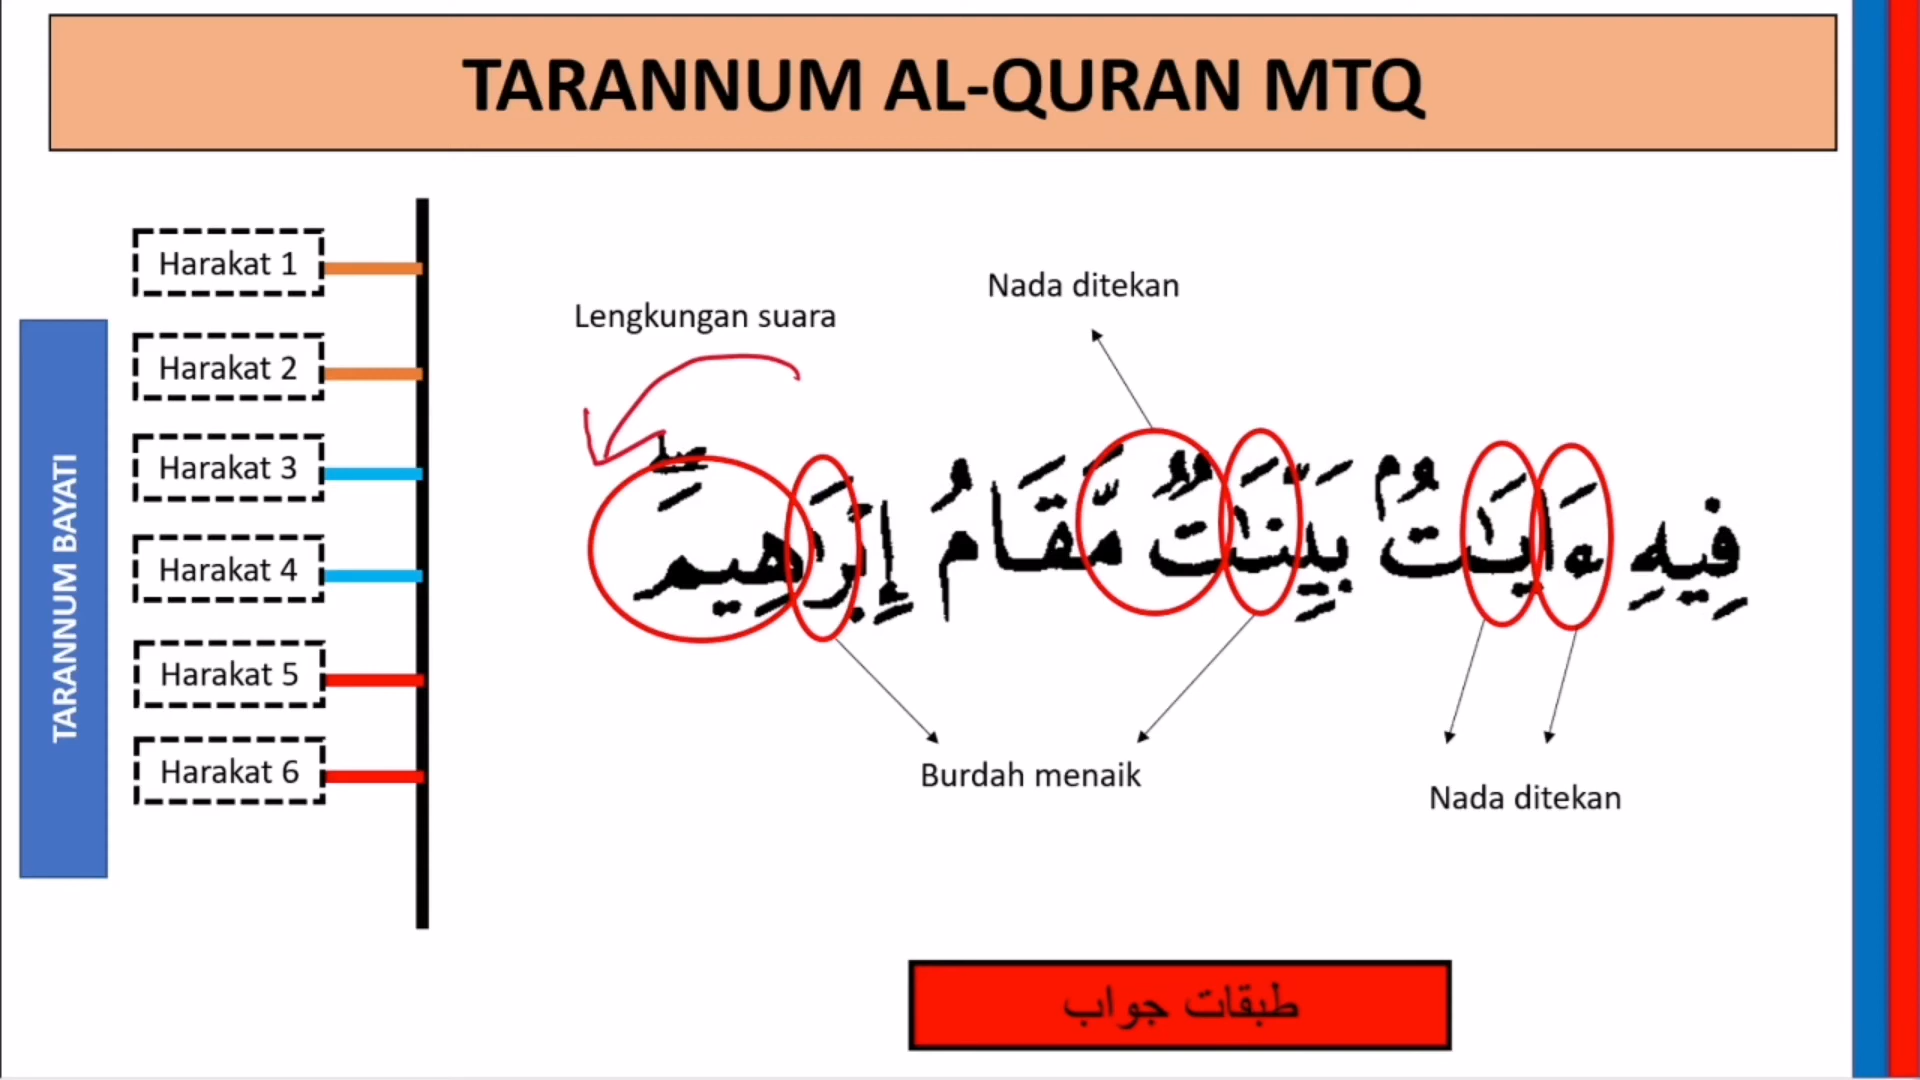 TARANNUM AL-QURAN MTQ
TARANNUM BAYATI
Harakat 1
Harakat 2
Harakat 3
Harakat 4
Harakat 5
Harakat 6
Lengkungan suara
Nada ditekan
فِيهِ ءَايَٰتٌۢ بَيِّنَٰتٌ مَّقَامُ إِبۡرَٰهِيمَۖ
Burdah menaik
Nada ditekan
طبقات جواب